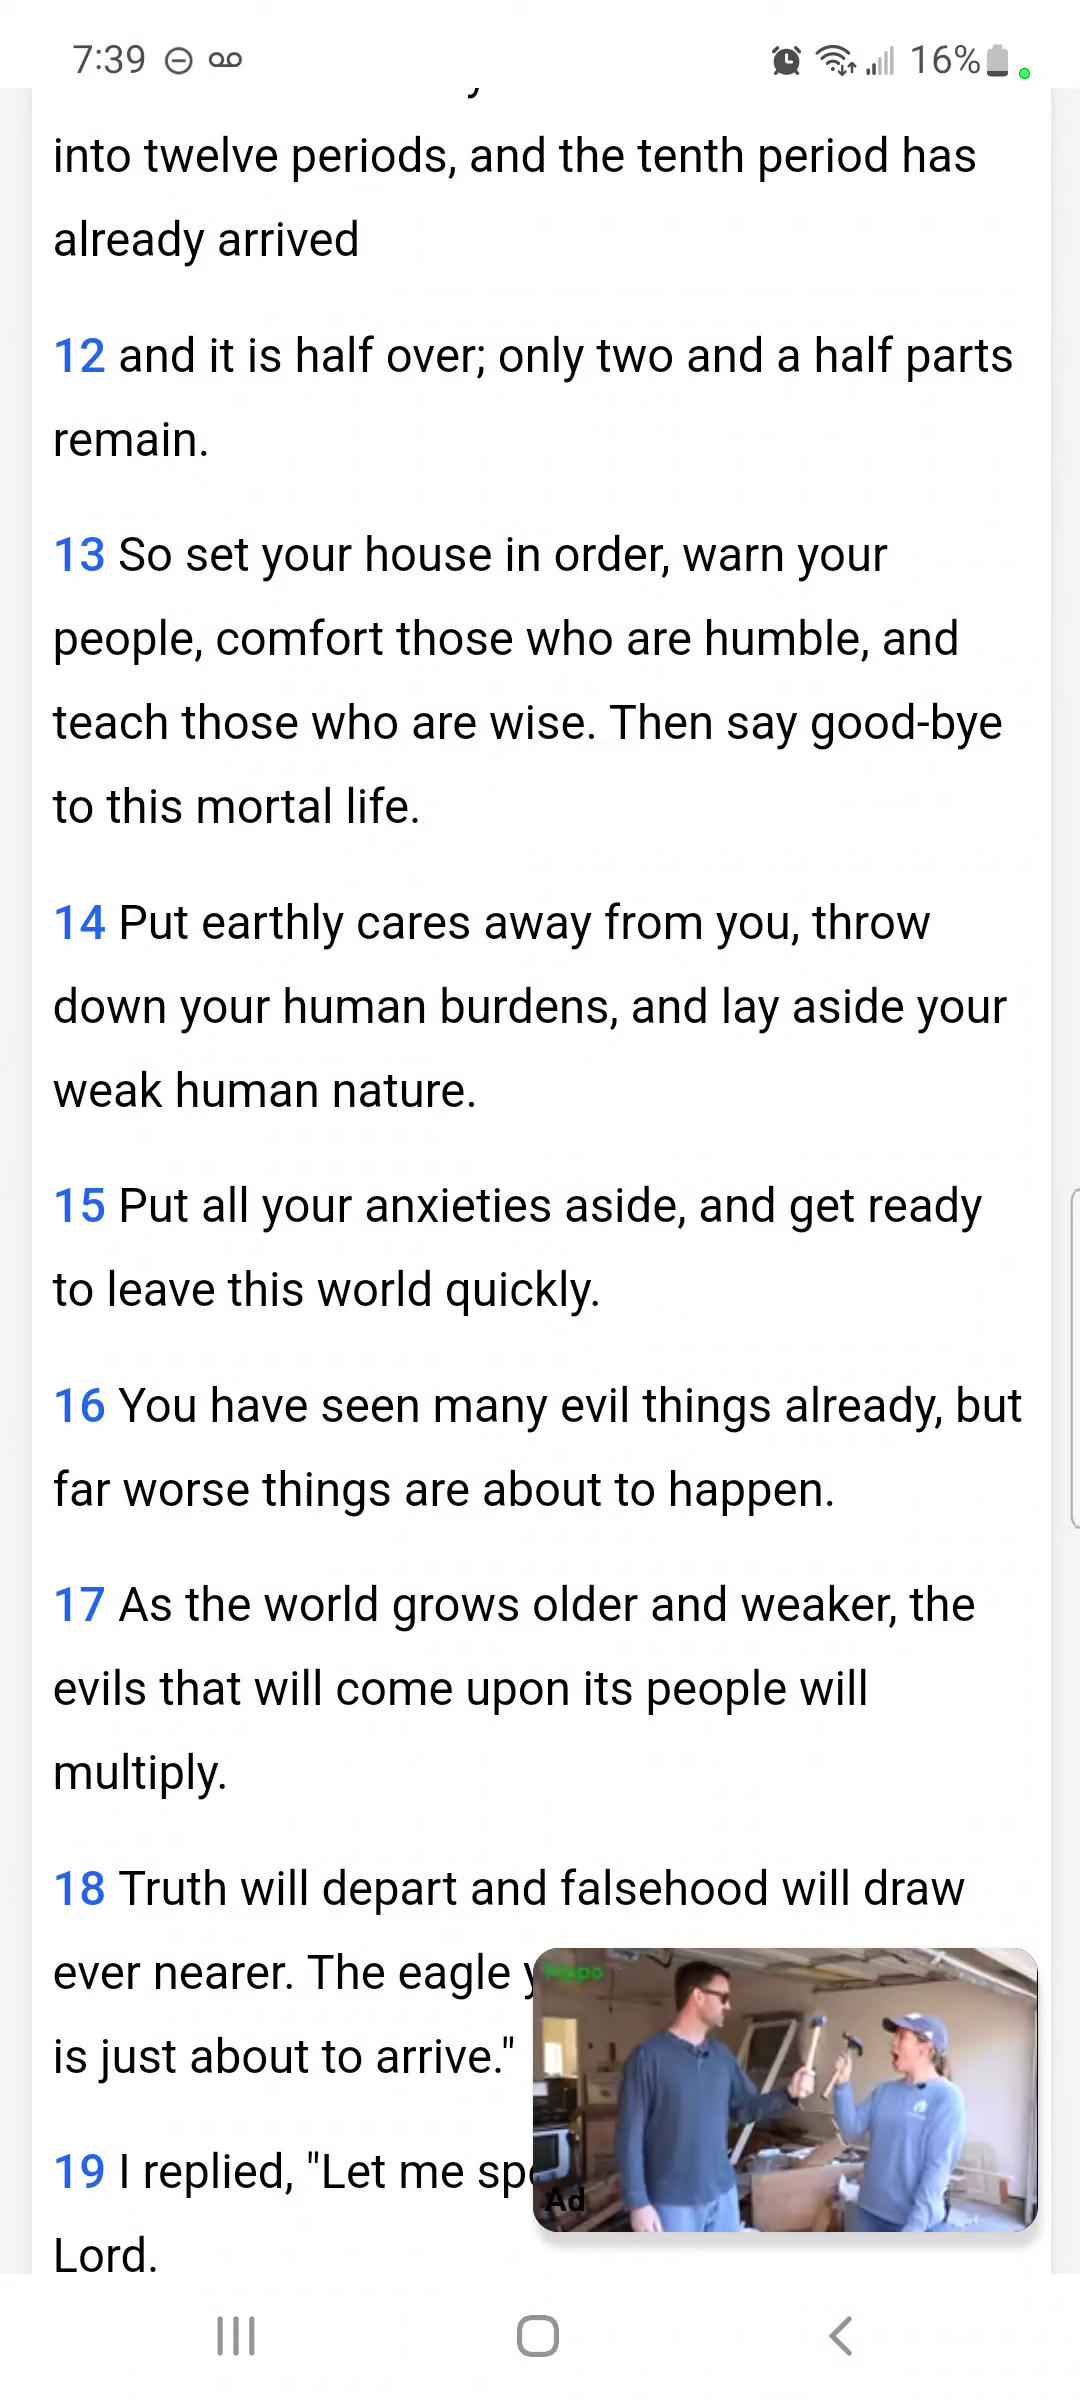 7:39 16%
into twelve periods, and the tenth period has
already arrived
12 and it is half over; only two and a half parts
remain.
13 So set your house in order, warn your
people, comfort those who are humble, and
teach those who are wise. Then say good-bye
to this mortal life.
14 Put earthly cares away from you, throw
down your human burdens, and lay aside your
weak human nature.
15 Put all your anxieties aside, and get ready
to leave this world quickly.
16 You have seen many evil things already, but
far worse things are about to happen.
17 As the world grows older and weaker, the
evils that will come upon its people will
multiply.
18 Truth will depart and falsehood will draw
ever nearer. The eagle
is just about to arrive."
19 I replied, "Let me
Lord.
hippo
Ad